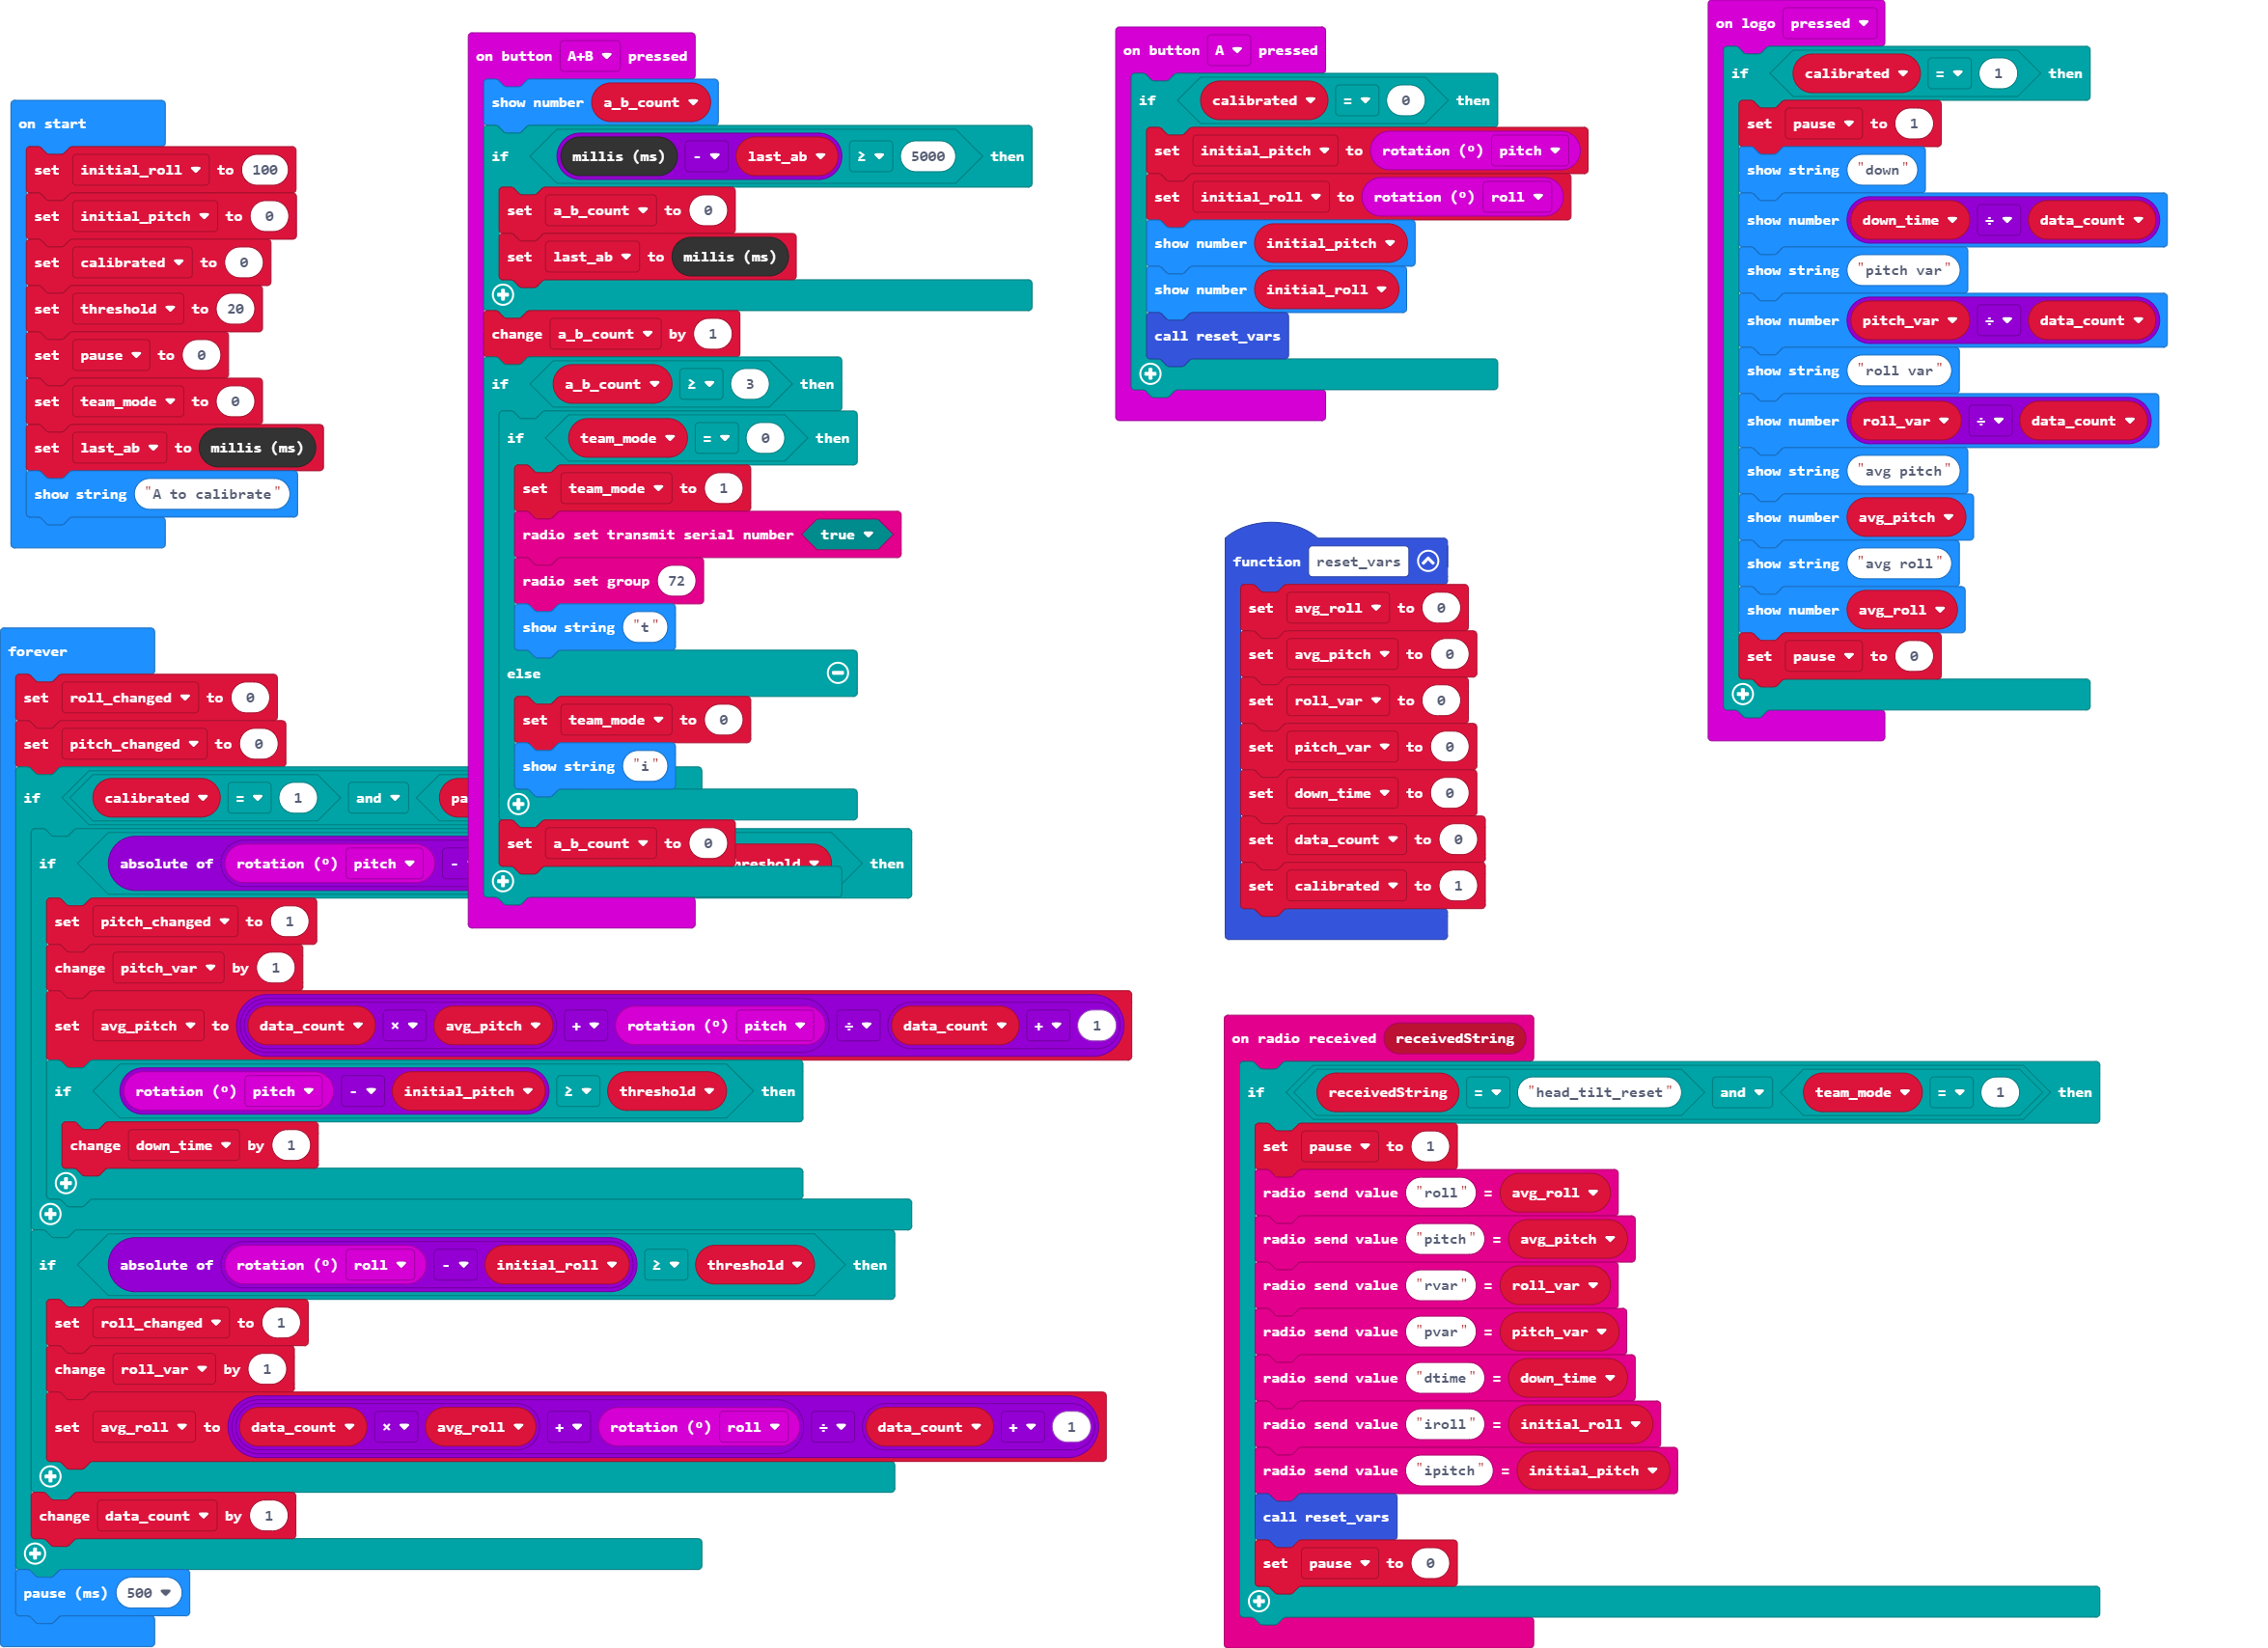 on start
set initial_roll to 100
set initial_pitch to 0
set calibrated to 0
set threshold to 20
set pause to 0
set team_mode to 0
set last_ab to millis (ms)
show string "A to calibrate"
forever
set roll_changed to 0
set pitch_changed to 0
if calibrated = 1 and
if absolute of rotation (º) pitch - then
set pitch_changed to 1
change pitch_var by 1
set avg_pitch to data_count × avg_pitch + rotation (º) pitch ÷ data_count + 1
if rotation (º) pitch - initial_pitch ≥ threshold then
change down_time by 1
if absolute of rotation (º) roll - initial_roll ≥ threshold then
set roll_changed to 1
change roll_var by 1
set avg_roll to data_count × avg_roll + rotation (º) roll ÷ data_count + 1
change data_count by 1
pause (ms) 500
on button A+B pressed
show number a_b_count
if millis (ms) - last_ab ≥ 5000 then
set a_b_count to 0
set last_ab to millis (ms)
change a_b_count by 1
if a_b_count ≥ 3 then
if team_mode = 0 then
set team_mode to 1
radio set transmit serial number true
radio set group 72
show string "t"
else
set team_mode to 0
show string "i"
set a_b_count to 0
on button A pressed
if calibrated = 0 then
set initial_pitch to rotation (º) pitch
set initial_roll to rotation (º) roll
show number initial_pitch
show number initial_roll
call reset_vars
function reset_vars
set avg_roll to 0
set avg_pitch to 0
set roll_var to 0
set pitch_var to 0
set down_time to 0
set data_count to 0
set calibrated to 1
on logo pressed
if calibrated = 1 then
set pause to 1
show string "down"
show number down_time ÷ data_count
show string "pitch var"
show number pitch_var ÷ data_count
show string "roll var"
show number roll_var ÷ data_count
show string "avg pitch"
show number avg_pitch
show string "avg roll"
show number avg_roll
set pause to 0
on radio received receivedString
if receivedString = "head_tilt_reset" and team_mode = 1 then
set pause to 1
radio send value "roll" = avg_roll
radio send value "pitch" = avg_pitch
radio send value "rvar" = roll_var
radio send value "pvar" = pitch_var
radio send value "dtime" = down_time
radio send value "iroll" = initial_roll
radio send value "ipitch" = initial_pitch
call reset_vars
set pause to 0